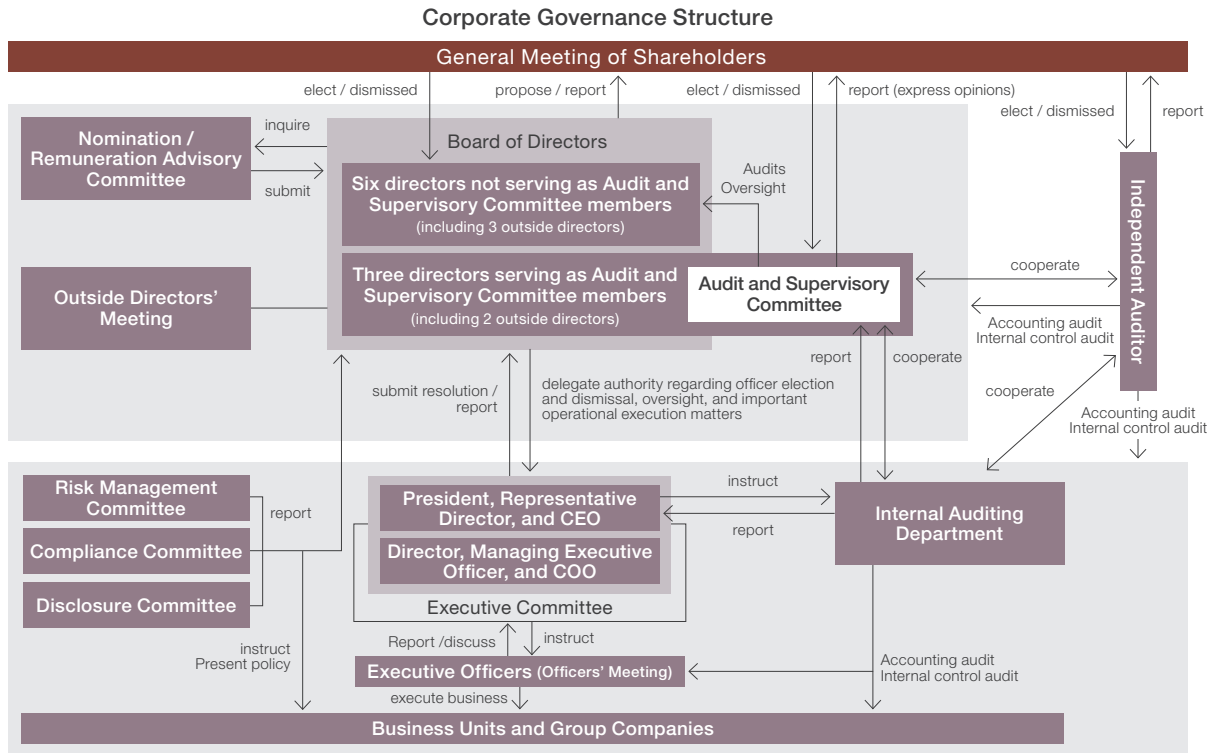 Corporate Governance Structure
General Meeting of Shareholders
elect / dismissed
propose / report
elect / dismissed
report (express opinions)
elect / dismissed
report
Nomination /
Remuneration Advisory
Committee
inquire
submit
Board of Directors
Six directors not serving as Audit and
Supervisory Committee members
(including 3 outside directors)
Audits
Oversight
Three directors serving as Audit and
Supervisory Committee members
(including 2 outside directors)
Audit and Supervisory
Committee
Outside Directors'
Meeting
cooperate
Accounting audit
Internal control audit
Independent Auditor
report
cooperate
submit resolution /
report
delegate authority regarding officer election
and dismissal, oversight, and important
operational execution matters
cooperate
Accounting audit
Internal control audit
Risk Management
Committee
Compliance Committee
Disclosure Committee
report
President, Representative
Director, and CEO
Director, Managing Executive
Officer, and COO
Executive Committee
instruct
report
Internal Auditing
Department
instruct
Present policy
Report /discuss
instruct
Executive Officers (Officers' Meeting)
execute business
Accounting audit
Internal control audit
Business Units and Group Companies